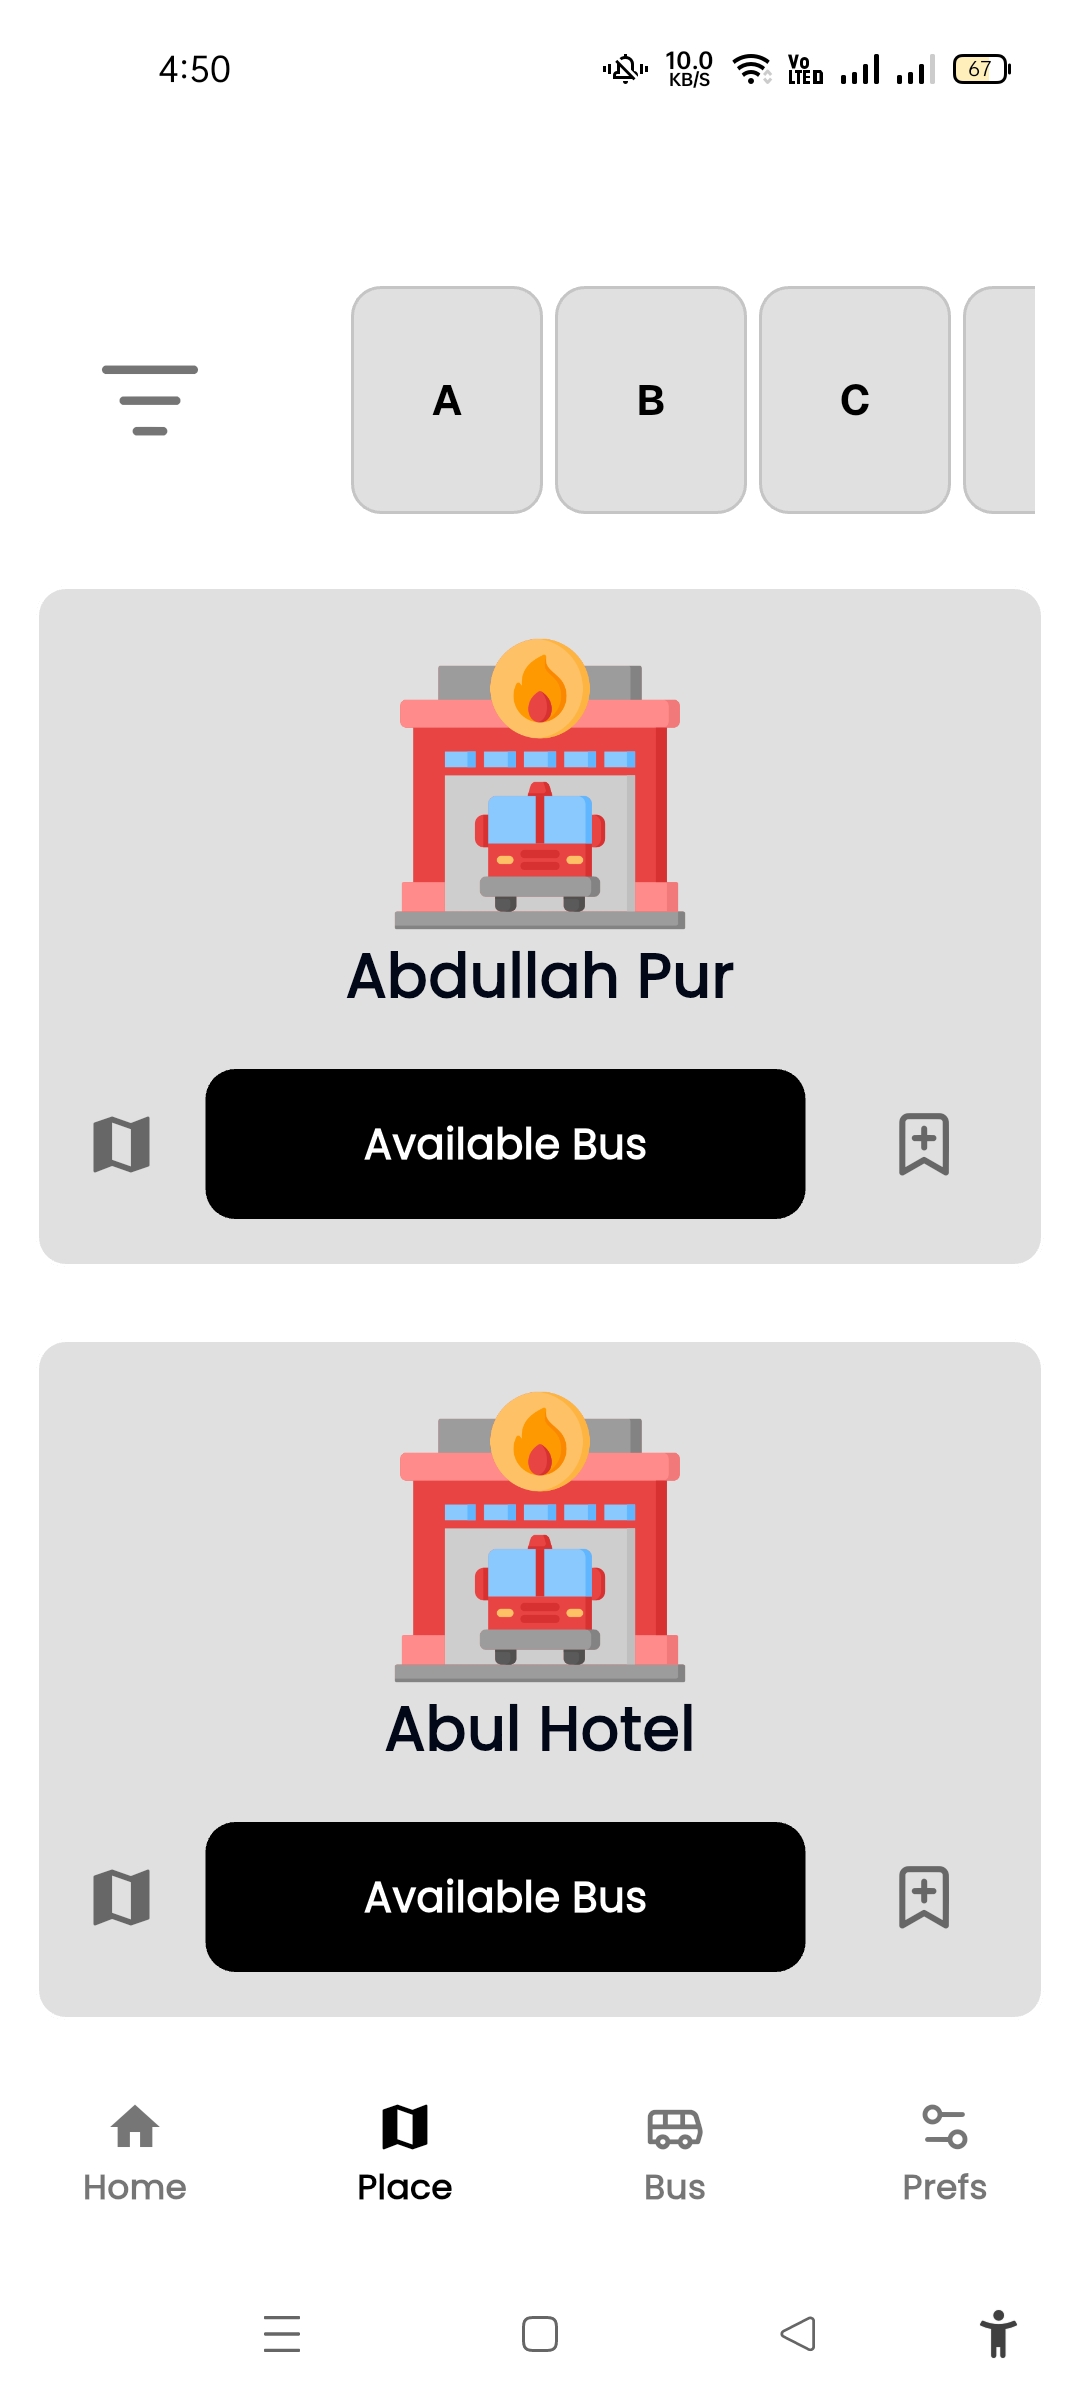 4:50
10.0
KB/S
Vo
LTE
67
A
B
C
Abdullah Pur
Available Bus
Abul Hotel
Available Bus
Home
Place
Bus
Prefs